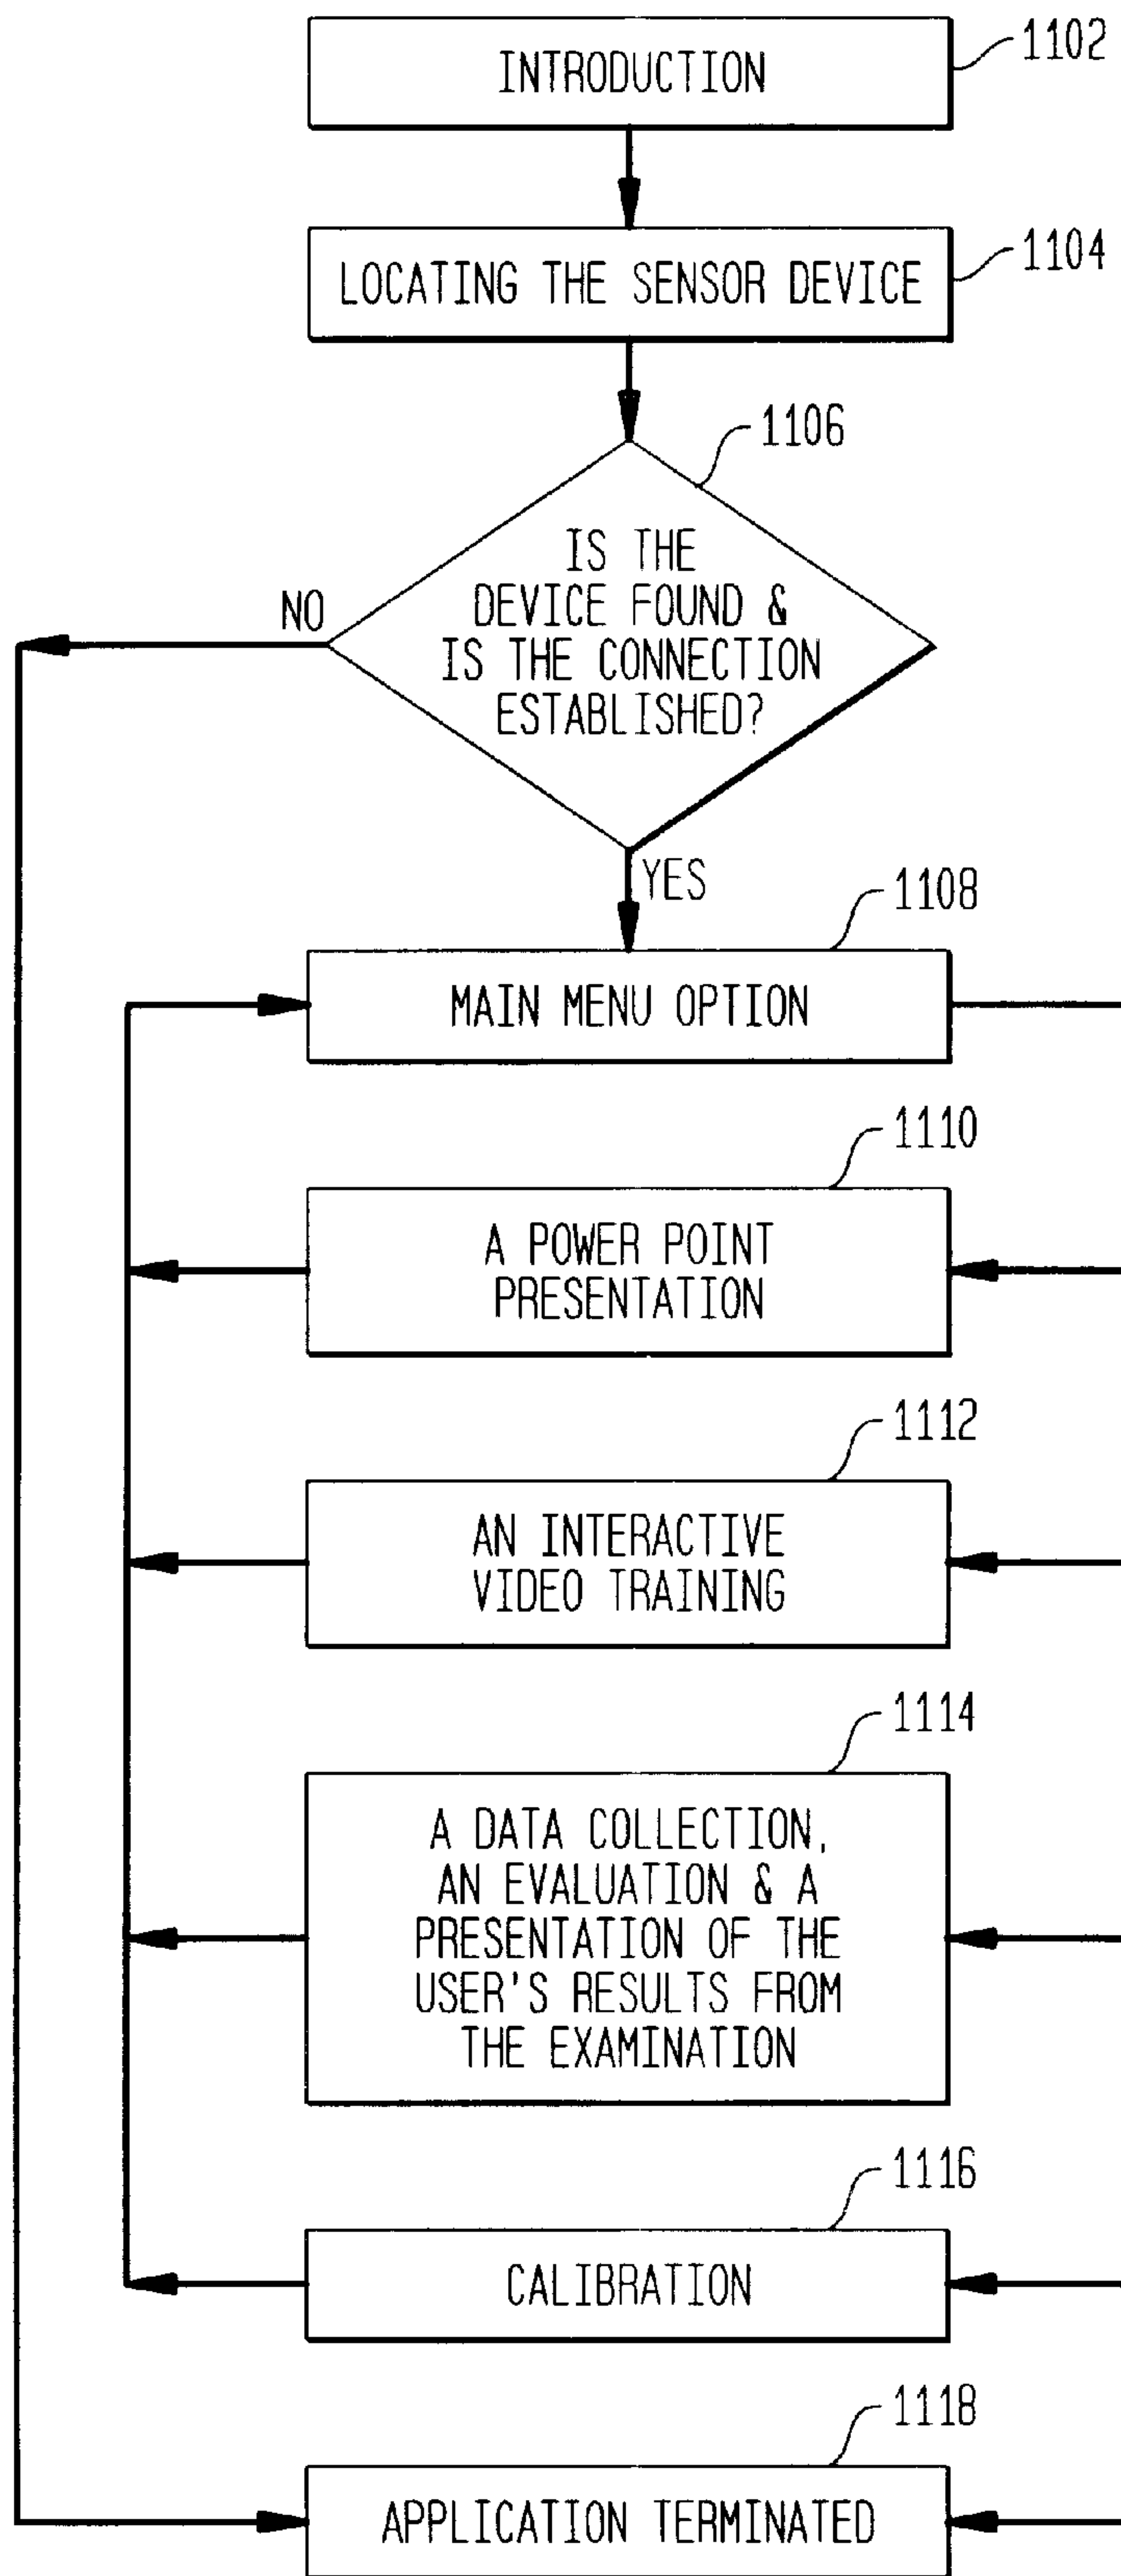 INTRODUCTION
1102
LOCATING THE SENSOR DEVICE
1104
1106
IS THE
DEVICE FOUND &
IS THE CONNECTION
ESTABLISHED?
NO
YES
1108
MAIN MENU OPTION
1110
A POWER POINT
PRESENTATION
1112
AN INTERACTIVE
VIDEO TRAINING
1114
A DATA COLLECTION,
AN EVALUATION & A
PRESENTATION OF THE
USER'S RESULTS FROM
THE EXAMINATION
1116
CALIBRATION
1118
APPLICATION TERMINATED